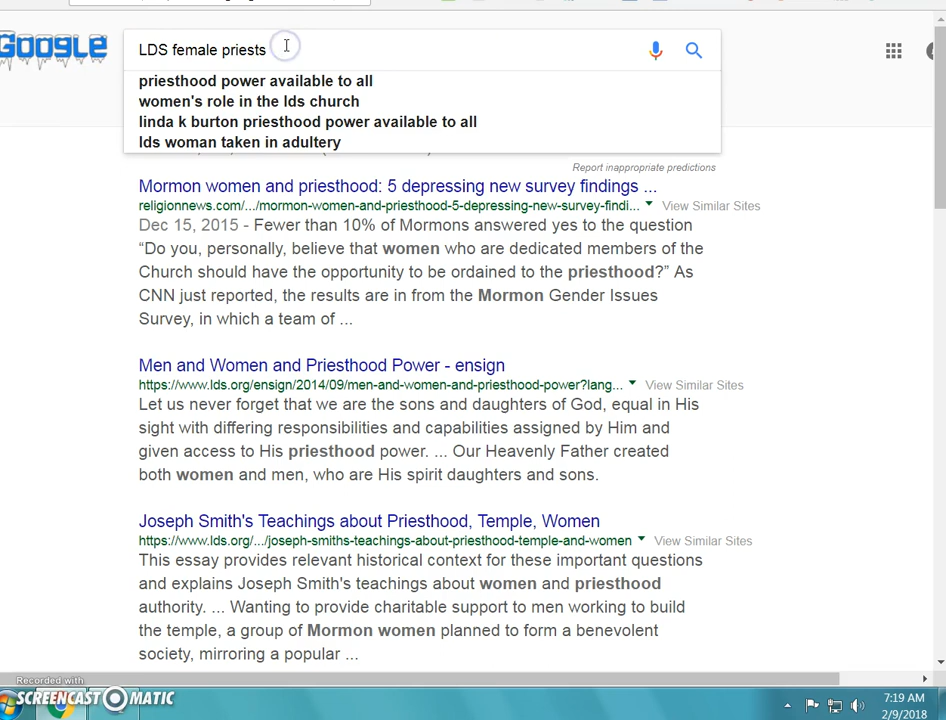 Google
LDS female priests
priesthood power available to all
women's role in the lds church
linda k burton priesthood power available to all
lds woman taken in adultery
Report inappropriate predictions
Mormon women and priesthood: 5 depressing new survey findings ...
religionnews.com/.../mormon-women-and-priesthood-5-depressing-new-survey-findi... View Similar Sites
Dec 15, 2015 - Fewer than 10% of Mormons answered yes to the question
“Do you, personally, believe that women who are dedicated members of the
Church should have the opportunity to be ordained to the priesthood?” As
CNN just reported, the results are in from the Mormon Gender Issues
Survey, in which a team of ...
Men and Women and Priesthood Power - ensign
https://www.lds.org/ensign/2014/09/men-and-women-and-priesthood-power?lang... View Similar Sites
Let us never forget that we are the sons and daughters of God, equal in His
sight with differing responsibilities and capabilities assigned by Him and
given access to His priesthood power. ... Our Heavenly Father created
both women and men, who are His spirit daughters and sons.
Joseph Smith's Teachings about Priesthood, Temple, Women
https://www.lds.org/.../joseph-smiths-teachings-about-priesthood-temple-and-women View Similar Sites
This essay provides relevant historical context for these important questions
and explains Joseph Smith's teachings about women and priesthood
authority. ... Wanting to provide charitable support to men working to build
the temple, a group of Mormon women planned to form a benevolent
society, mirroring a popular ...
Recorded with
SCREENCAST-O-MATIC
7:19 AM
2/9/2018